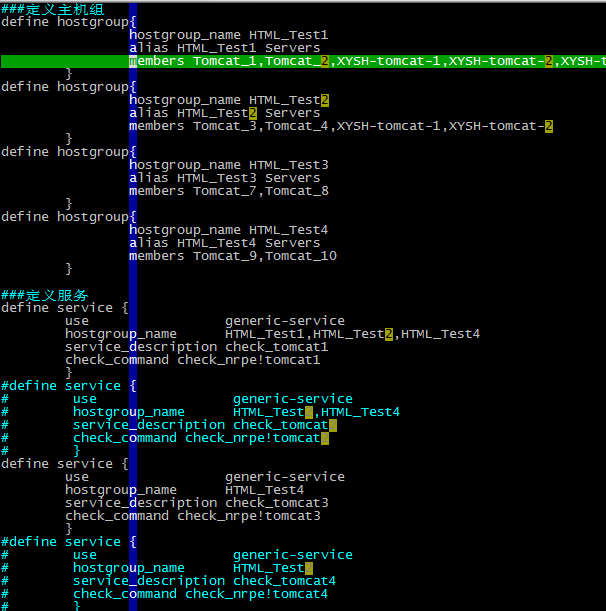 ###定义主机组
define hostgroup{
hostgroup_name HTML_Test1
alias HTML_Test1 Servers
members Tomcat_1,Tomcat_2,XYSH-tomcat-1,XYSH-tomcat-2,XYSH-t
}
define hostgroup{
hostgroup_name HTML_Test2
alias HTML_Test2 Servers
members Tomcat_3,Tomcat_4,XYSH-tomcat-1,XYSH-tomcat-2
}
define hostgroup{
hostgroup_name HTML_Test3
alias HTML_Test3 Servers
members Tomcat_7,Tomcat_8
}
define hostgroup{
hostgroup_name HTML_Test4
alias HTML_Test4 Servers
members Tomcat_9,Tomcat_10
}
###定义服务
define service {
use generic-service
hostgroup_name HTML_Test1,HTML_Test2,HTML_Test4
service_description check_tomcat1
check_command check_nrpe!tomcat1
}
#define service {
# use generic-service
# hostgroup_name HTML_Test ,HTML_Test4
# service_description check_tomcat
# check_command check_nrpe!tomcat
# }
define service {
use generic-service
hostgroup_name HTML_Test4
service_description check_tomcat3
check_command check_nrpe!tomcat3
}
#define service {
# use generic-service
# hostgroup_name HTML_Test
# service_description check_tomcat4
# check_command check_nrpe!tomcat4
# }